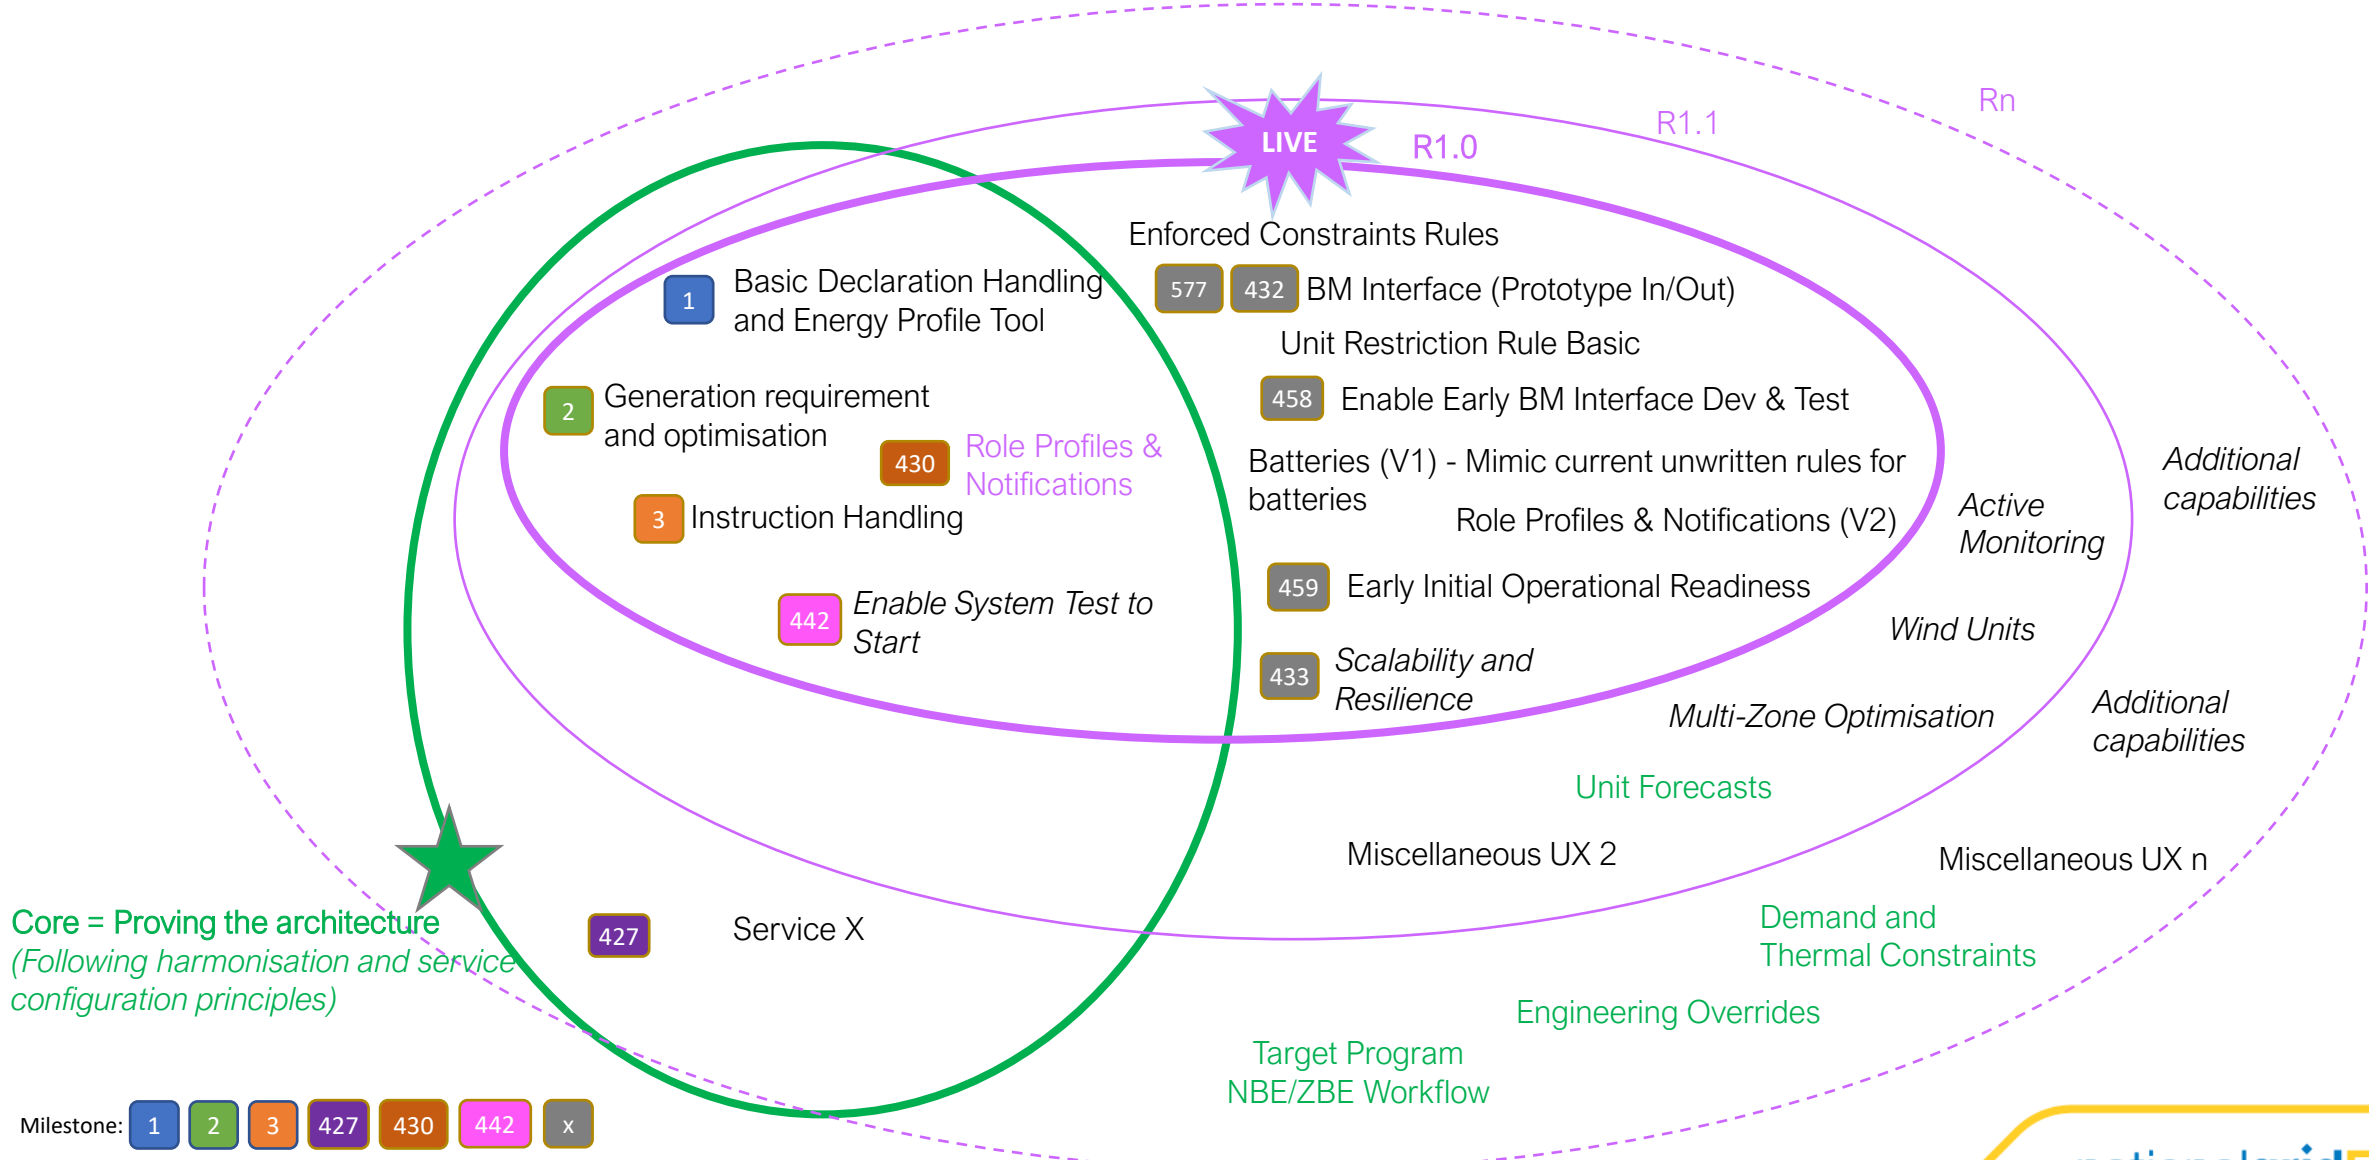 Rn
R1.1
R1.0
LIVE
Enforced Constraints Rules
1
Basic Declaration Handling
and Energy Profile Tool
577
432
BM Interface (Prototype In/Out)
Unit Restriction Rule Basic
2
Generation requirement
and optimisation
458
Enable Early BM Interface Dev & Test
430
Role Profiles &
Notifications
Batteries (V1) - Mimic current unwritten rules for
batteries
Additional
capabilities
3
Instruction Handling
Role Profiles & Notifications (V2)
Active
Monitoring
459
Early Initial Operational Readiness
442
Enable System Test to
Start
Wind Units
433
Scalability and
Resilience
Multi-Zone Optimisation
Additional
capabilities
Unit Forecasts
Miscellaneous UX 2
Miscellaneous UX n
Core = Proving the architecture
(Following harmonisation and service
configuration principles)
427
Service X
Demand and
Thermal Constraints
Engineering Overrides
Target Program
NBE/ZBE Workflow
Milestone: 1 2 3 427 430 442 x